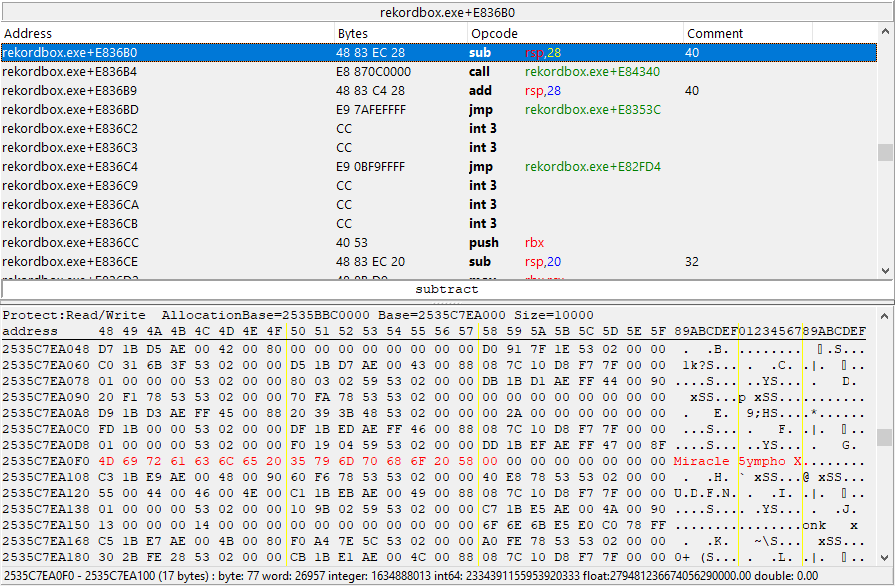 rekordbox.exe+E836B0
Address Bytes Opcode Comment
rekordbox.exe+E836B0 48 83 EC 28 sub rsp,28 40
rekordbox.exe+E836B4 E8 870C0000 call rekordbox.exe+E84340
rekordbox.exe+E836B9 48 83 C4 28 add rsp,28 40
rekordbox.exe+E836BD E9 7AFEFFFF jmp rekordbox.exe+E8353C
rekordbox.exe+E836C2 CC int 3
rekordbox.exe+E836C3 CC int 3
rekordbox.exe+E836C4 E9 0BF9FFFF jmp rekordbox.exe+E82FD4
rekordbox.exe+E836C9 CC int 3
rekordbox.exe+E836CA CC int 3
rekordbox.exe+E836CB CC int 3
rekordbox.exe+E836CC 40 53 push rbx
rekordbox.exe+E836CE 48 83 EC 20 sub rsp,20 32
subtract
Protect:Read/Write AllocationBase=2535BBC0000 Base=2535C7EA000 Size=10000
address 48 49 4A 4B 4C 4D 4E 4F 50 51 52 53 54 55 56 57 58 59 5A 5B 5C 5D 5E 5F 89ABCDEF0123456789ABCDEF
2535C7EA048 D7 1B D5 AE 00 42 00 80 00 00 00 00 00 00 00 00 D0 91 7F 1E 53 02 00 00 . .B. ........ .S...
2535C7EA060 C0 31 6B 3F 53 02 00 00 D5 1B D7 AE 00 43 00 88 08 7C 10 D8 F7 7F 00 00 1k?S... . .C. .|. ..
2535C7EA078 01 00 00 00 53 02 00 00 80 03 02 59 53 02 00 00 DB 1B D1 AE FF 44 00 90 ....S... ..YS... . D.
2535C7EA090 20 F1 78 53 53 02 00 00 70 FA 78 53 53 02 00 00 00 00 00 00 00 00 00 00 xSS...p xSS...........
2535C7EA0A8 D9 1B D3 AE FF 45 00 88 20 39 3B 48 53 02 00 00 00 2A 00 00 00 00 00 00 . E. 9;HS....*......
2535C7EA0C0 FD 1B 00 00 53 02 00 00 DF 1B ED AE FF 46 00 88 08 7C 10 D8 F7 7F 00 00 ...S... . F. .|. ..
2535C7EA0D8 01 00 00 00 53 02 00 00 F0 19 04 59 53 02 00 00 DD 1B EF AE FF 47 00 8F ....S... ..YS... . G.
2535C7EA0F0 4D 69 72 61 63 6C 65 20 35 79 6D 70 68 6F 20 58 00 00 00 00 00 00 00 00 Miracle 5ympho X........
2535C7EA108 C3 1B E9 AE 00 48 00 90 60 F6 78 53 53 02 00 00 40 E8 78 53 53 02 00 00 . .H. ` xSS...@ xSS...
2535C7EA120 55 00 44 00 46 00 4E 00 C1 1B EB AE 00 49 00 88 08 7C 10 D8 F7 7F 00 00 U.D.F.N. . .I. .|. ..
2535C7EA138 01 00 00 00 53 02 00 00 10 9B 02 59 53 02 00 00 C7 1B E5 AE 00 4A 00 90 ....S... ..YS... . .J.
2535C7EA150 13 00 00 00 14 00 00 00 00 00 00 00 00 00 00 00 6F 6E 6B E5 E0 C0 78 FF ................onk x
2535C7EA168 C5 1B E7 AE 00 4B 00 80 F0 A4 7E 5C 53 02 00 00 A0 FE 78 53 53 02 00 00 . .K. ~\S... xSS...
2535C7EA180 30 2B FE 28 53 02 00 00 CB 1B E1 AE 00 4C 00 88 08 7C 10 D8 F7 7F 00 00 0+ (S... . .L. .|. ..
2535C7EA0F0 - 2535C7EA100 (17 bytes) : byte: 77 word: 26957 integer: 1634888013 int64: 2334391155953920333 float:279481236674056290000.00 double: 0.00